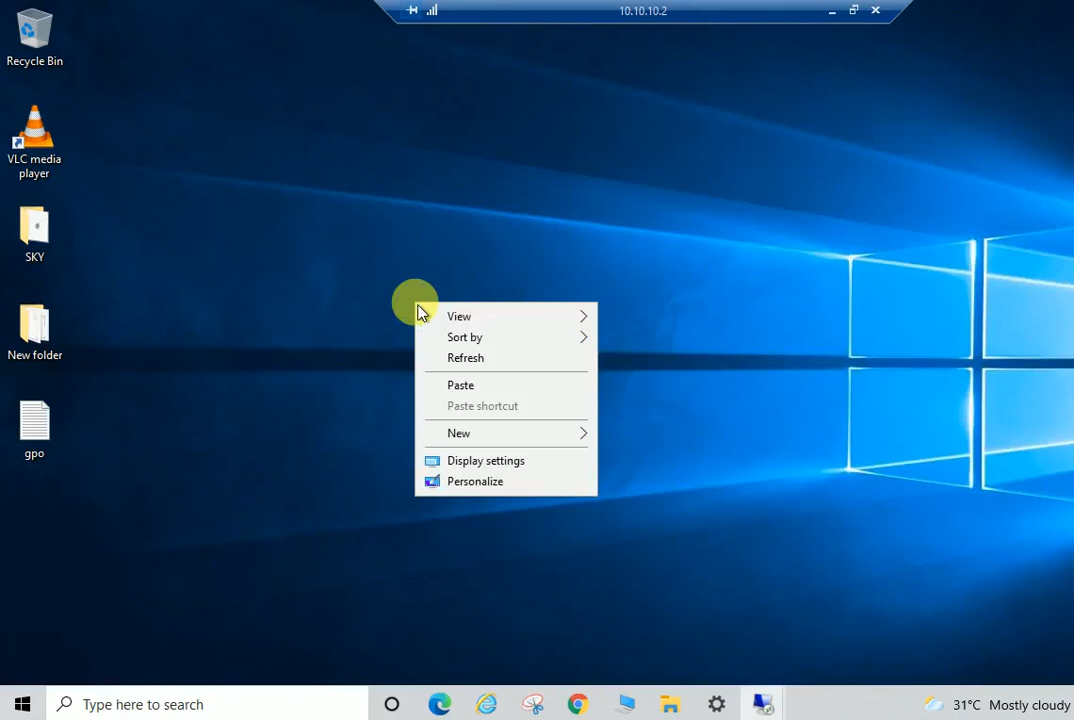 10.10.10.2
Recycle Bin
VLC media
player
SKY
New folder
gpo
View
Sort by
Refresh
Paste
Paste shortcut
New
Display settings
Personalize
Type here to search
31°C Mostly cloudy